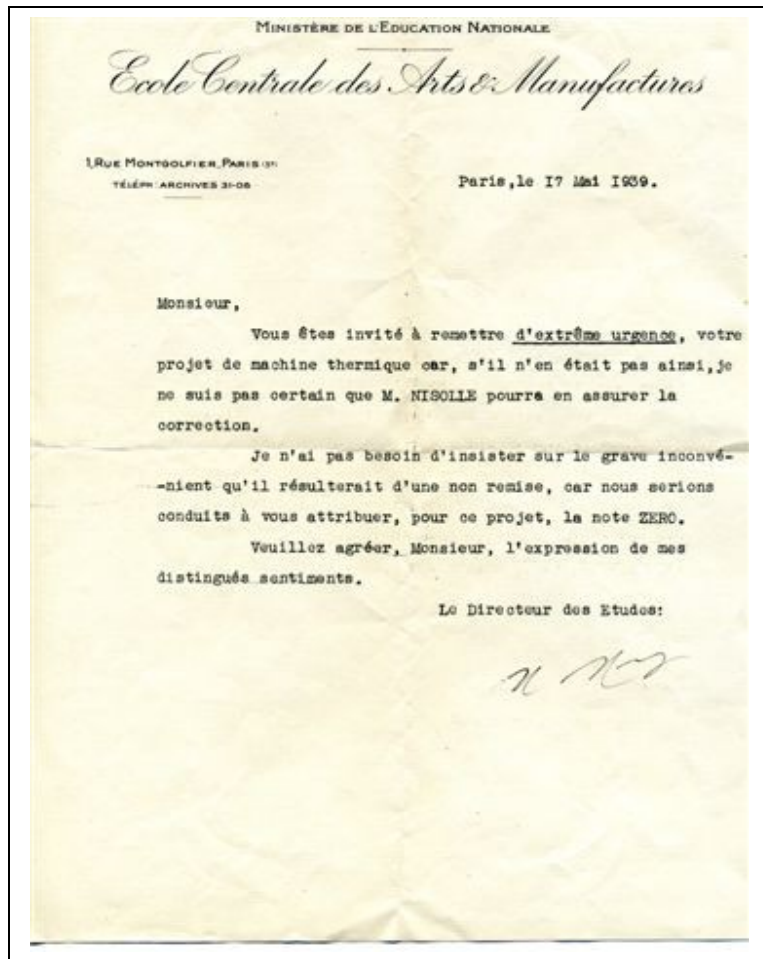 MINISTÈRE DE L'EDUCATION NATIONALE
Ecole Centrale des Arts & Manufactures
1, RUE MONTGOLFIER, PARIS (3e)
TÉLÉPH: ARCHIVES 31-06
Paris,le I7 Mai I939.
Monsieur,
Vous êtes invité à remettre d'extrême urgence, votre
projet de machine thermique car, s'il n'en était pas ainsi,je
ne suis pas certain que M. NISOLLE pourra en assurer la
correction.
Je n'ai pas besoin d'insister sur le grave inconvé-
-nient qu'il résulterait d'une non remise, car nous serions
conduits à vous attribuer, pour ce projet, la note ZERO.
Veuillez agréer, Monsieur, l'expression de mes
distingués sentiments.
Le Directeur des Etudes: